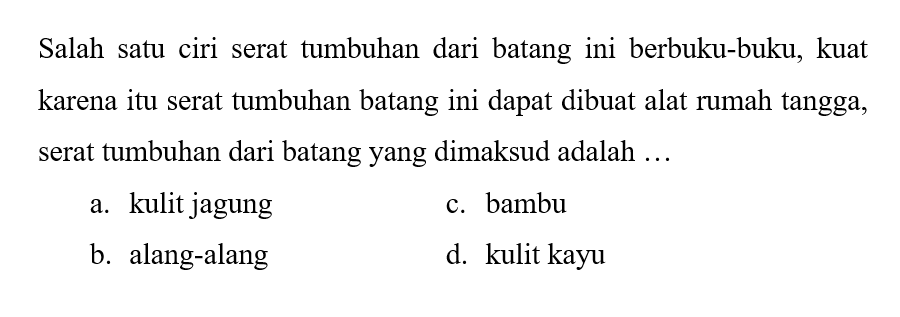 Salah satu ciri serat tumbuhan dari batang ini berbuku-buku, kuat
karena itu serat tumbuhan batang ini dapat dibuat alat rumah tangga,
serat tumbuhan dari batang yang dimaksud adalah …
a. kulit jagung c. bambu
b. alang-alang d. kulit kayu